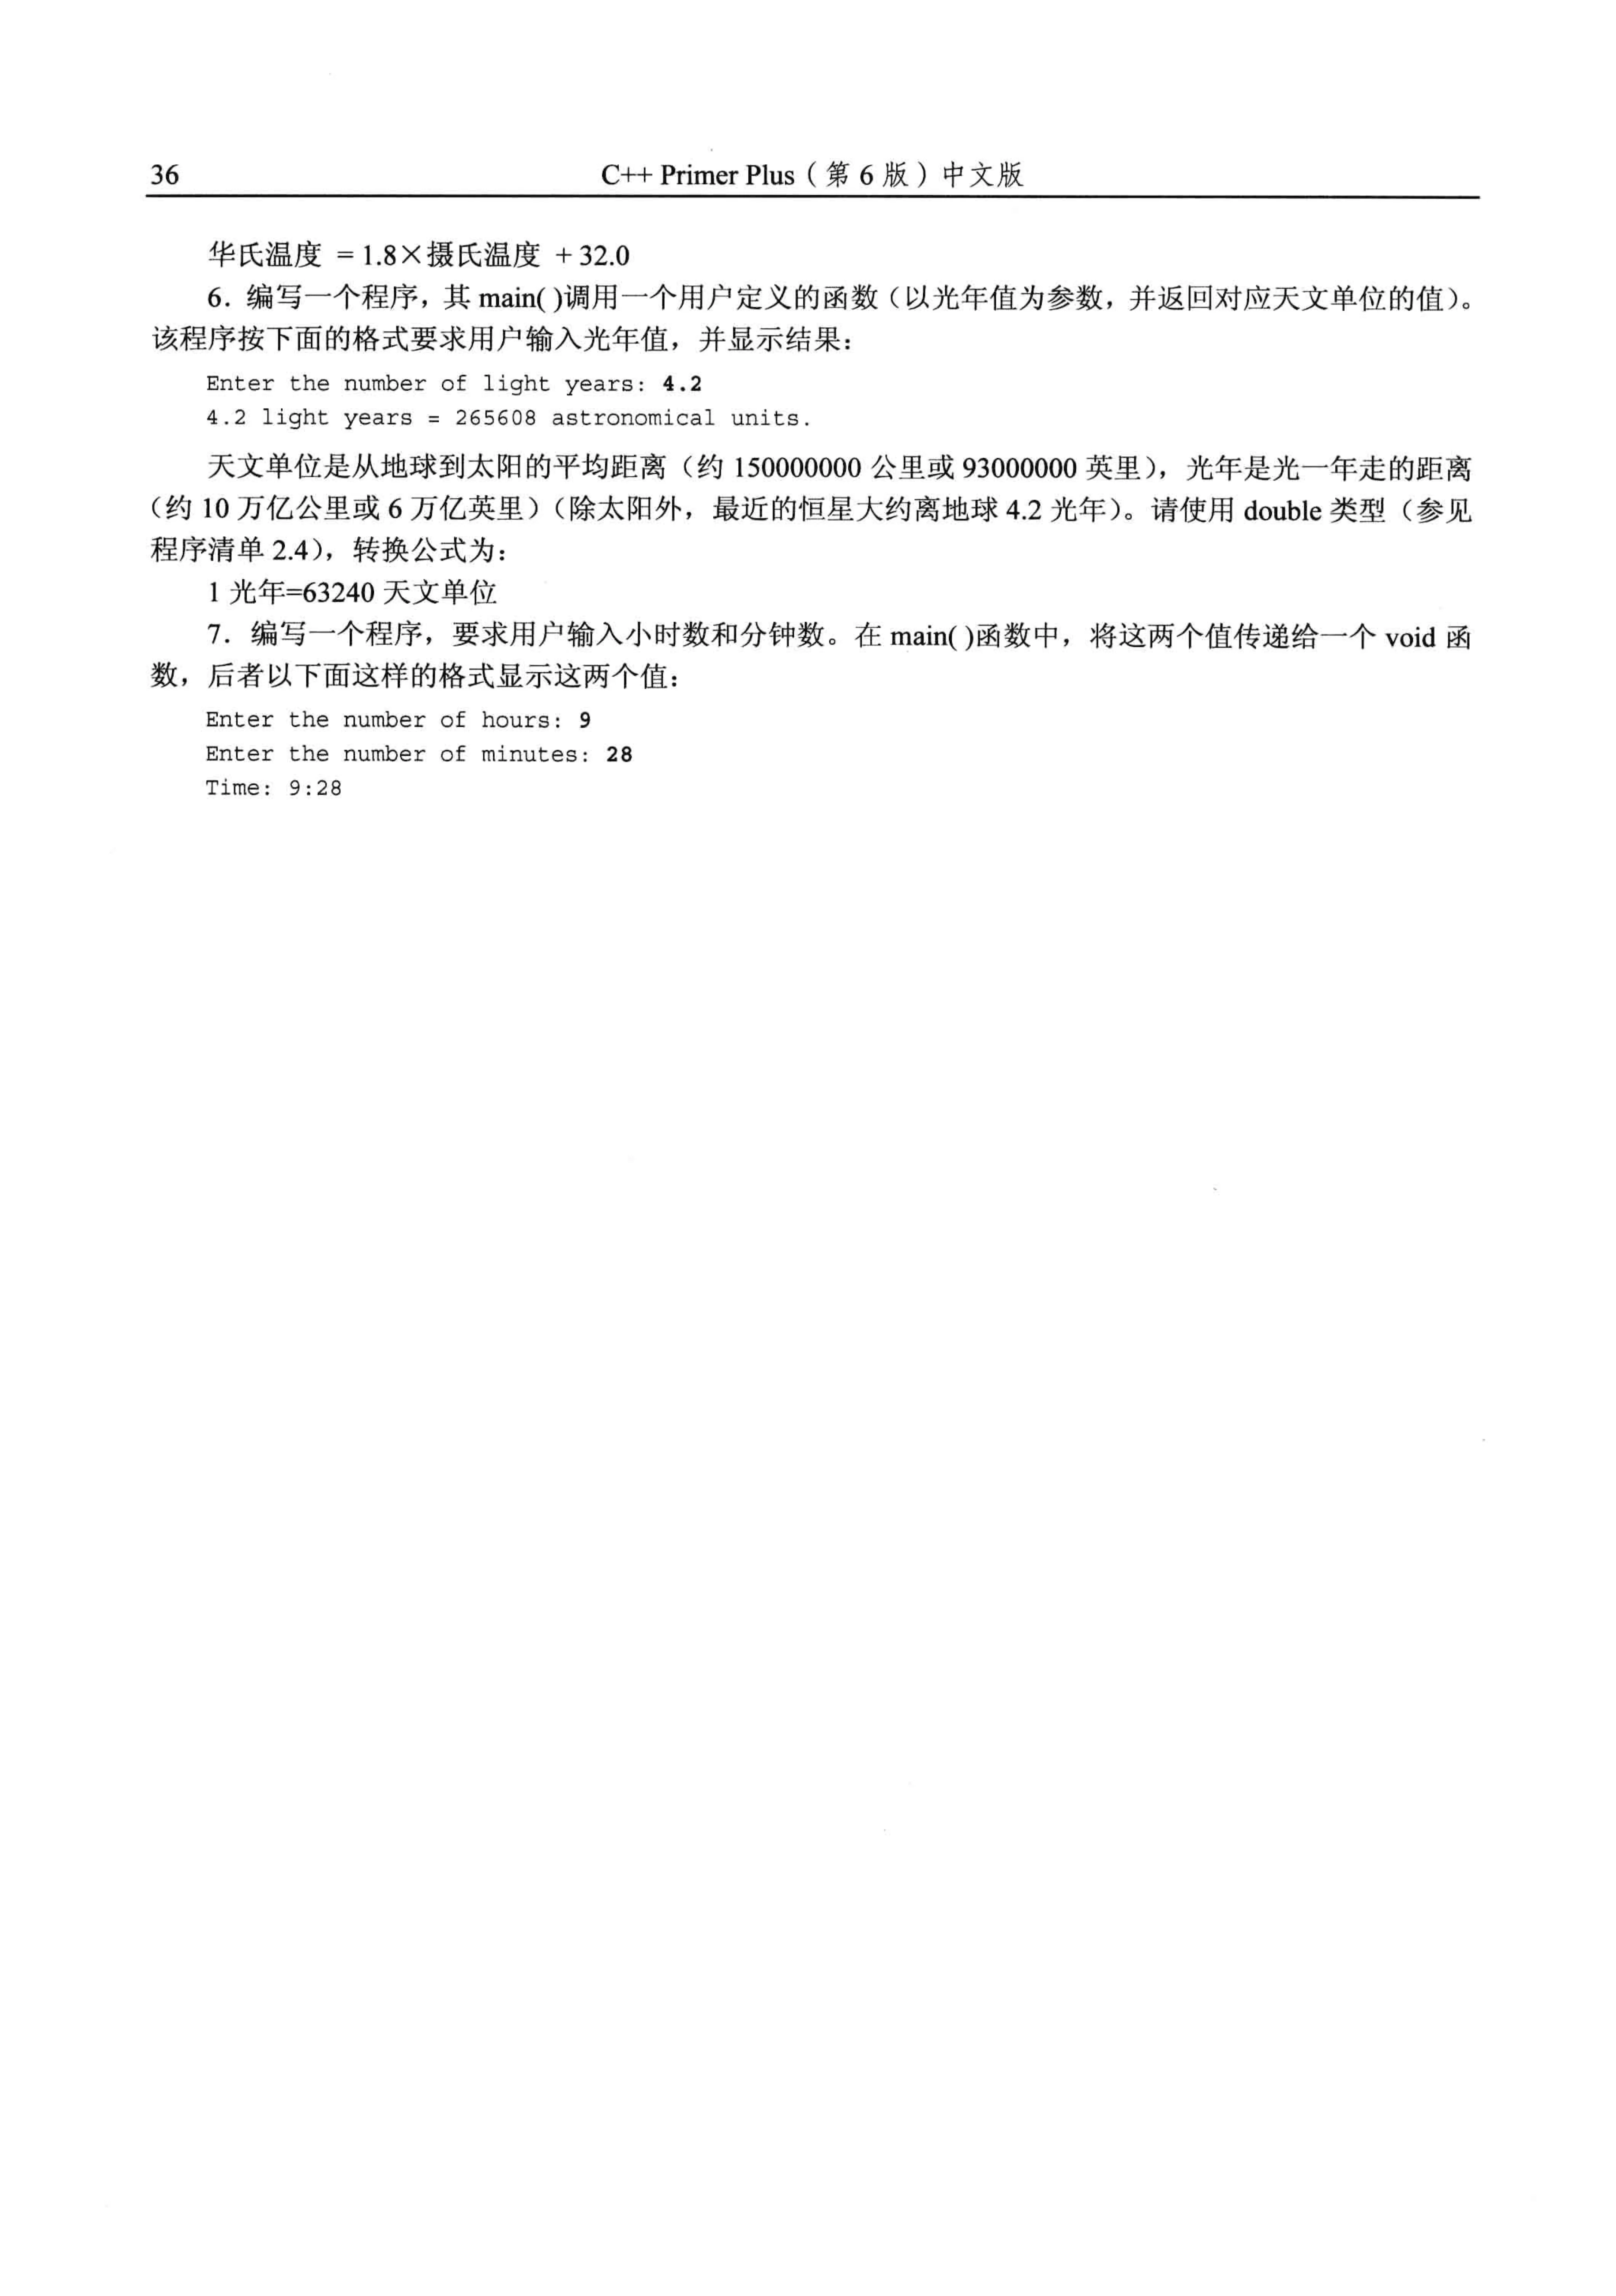 36
C++ Primer Plus（第 6 版）中文版
华氏温度 = 1.8×摄氏温度 + 32.0
6．编写一个程序，其 main( )调用一个用户定义的函数（以光年值为参数，并返回对应天文单位的值）。
该程序按下面的格式要求用户输入光年值，并显示结果：
Enter the number of light years: 4.2
4.2 light years = 265608 astronomical units.
天文单位是从地球到太阳的平均距离（约 150000000 公里或 93000000 英里），光年是光一年走的距离
（约 10 万亿公里或 6 万亿英里）（除太阳外，最近的恒星大约离地球 4.2 光年）。请使用 double 类型（参见
程序清单 2.4），转换公式为：
1 光年=63240 天文单位
7．编写一个程序，要求用户输入小时数和分钟数。在 main( )函数中，将这两个值传递给一个 void 函
数，后者以下面这样的格式显示这两个值：
Enter the number of hours: 9
Enter the number of minutes: 28
Time: 9:28